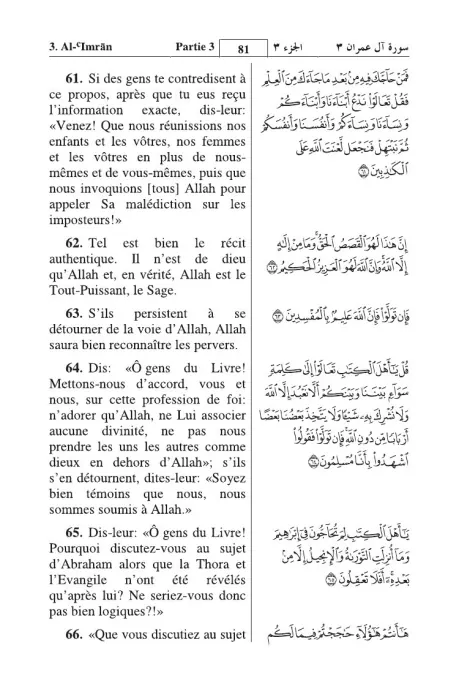 3. Al-ʿImrān Partie 3 81 الجزء ٣ سورة آل عمران ٣
61. Si des gens te contredisent à
ce propos, après que tu eus reçu
l'information exacte, dis-leur:
«Venez! Que nous réunissions nos
enfants et les vôtres, nos femmes
et les vôtres en plus de nous-
mêmes et de vous-mêmes, puis que
nous invoquions [tous] Allah pour
appeler Sa malédiction sur les
imposteurs!»
فَمَنْ حَاجَّكَ فِيهِ مِنْ بَعْدِ مَا جَاءَكَ مِنَ الْعِلْمِ
فَقُلْ تَعَالَوْا نَدْعُ أَبْنَاءَنَا وَأَبْنَاءَكُمْ
وَنِسَاءَنَا وَنِسَاءَكُمْ وَأَنْفُسَنَا وَأَنْفُسَكُمْ
ثُمَّ نَبْتَهِلْ فَنَجْعَلْ لَعْنَتَ اللَّهِ عَلَى
الْكَاذِبِينَ ٦١
62. Tel est bien le récit
authentique. Il n'est de dieu
qu'Allah et, en vérité, Allah est le
Tout-Puissant, le Sage.
إِنَّ هَذَا لَهُوَ الْقَصَصُ الْحَقُّ وَمَا مِنْ إِلَهٍ
إِلَّا اللَّهُ وَإِنَّ اللَّهَ لَهُوَ الْعَزِيزُ الْحَكِيمُ ٦٢
63. S'ils persistent à se
détourner de la voie d'Allah, Allah
saura bien reconnaître les pervers.
فَإِنْ تَوَلَّوْا فَإِنَّ اللَّهَ عَلِيمٌ بِالْمُفْسِدِينَ ٦٣
64. Dis: «Ô gens du Livre!
Mettons-nous d'accord, vous et
nous, sur cette profession de foi:
n'adorer qu'Allah, ne Lui associer
aucune divinité, ne pas nous
prendre les uns les autres comme
dieux en dehors d'Allah»; s'ils
s'en détournent, dites-leur: «Soyez
bien témoins que nous, nous
sommes soumis à Allah.»
قُلْ يَا أَهْلَ الْكِتَابِ تَعَالَوْا إِلَى كَلِمَةٍ
سَوَاءٍ بَيْنَنَا وَبَيْنَكُمْ أَلَّا نَعْبُدَ إِلَّا اللَّهَ
وَلَا نُشْرِكَ بِهِ شَيْئًا وَلَا يَتَّخِذَ بَعْضُنَا بَعْضًا
أَرْبَابًا مِنْ دُونِ اللَّهِ فَإِنْ تَوَلَّوْا فَقُولُوا
اشْهَدُوا بِأَنَّا مُسْلِمُونَ ٦٤
65. Dis-leur: «Ô gens du Livre!
Pourquoi discutez-vous au sujet
d'Abraham alors que la Thora et
l'Evangile n'ont été révélés
qu'après lui? Ne seriez-vous donc
pas bien logiques?!»
يَا أَهْلَ الْكِتَابِ لِمَ تُحَاجُّونَ فِي إِبْرَاهِيمَ
وَمَا أُنْزِلَتِ التَّوْرَاةُ وَالْإِنْجِيلُ إِلَّا مِنْ
بَعْدِهِ أَفَلَا تَعْقِلُونَ ٦٥
66. «Que vous discutiez au sujet
هَا أَنْتُمْ هَؤُلَاءِ حَاجَجْتُمْ فِيمَا لَكُمْ